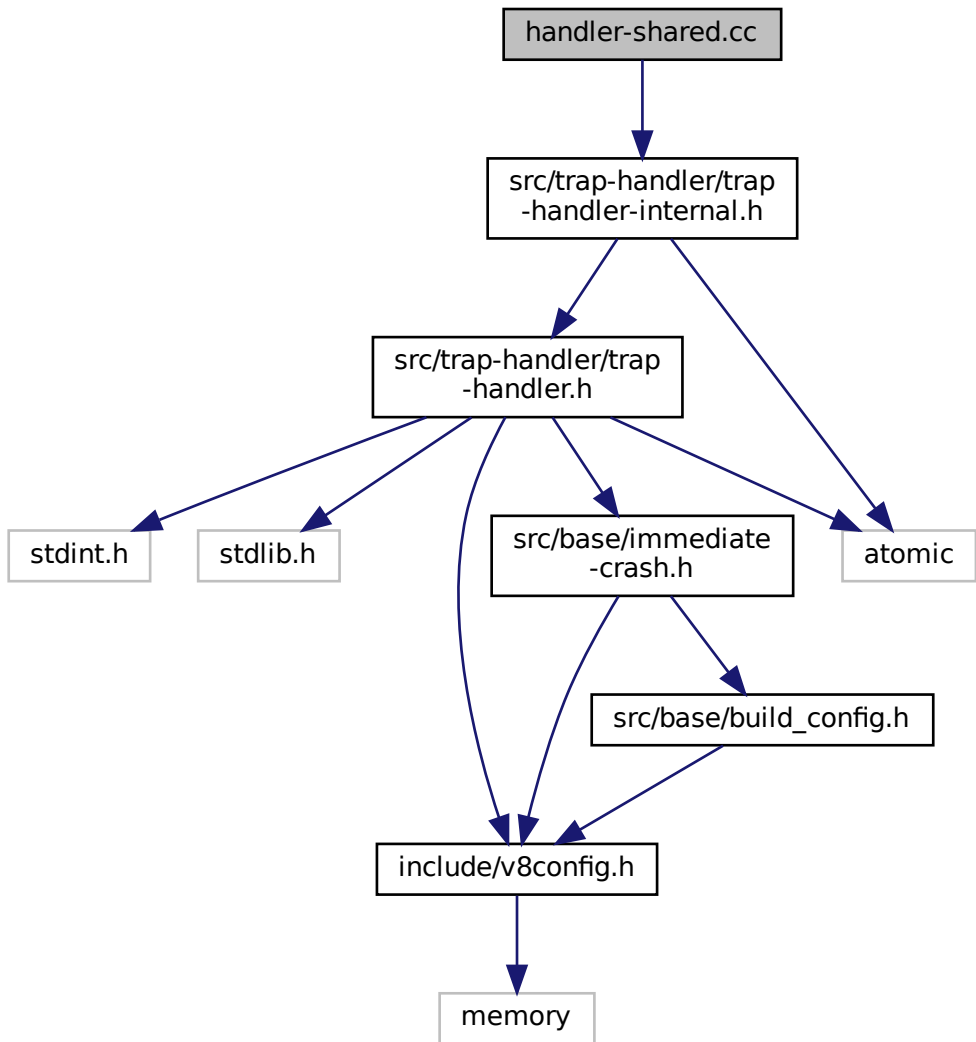 handler-shared.cc
src/trap-handler/trap
-handler-internal.h
src/trap-handler/trap
-handler.h
stdint.h
stdlib.h
src/base/immediate
-crash.h
atomic
src/base/build_config.h
include/v8config.h
memory